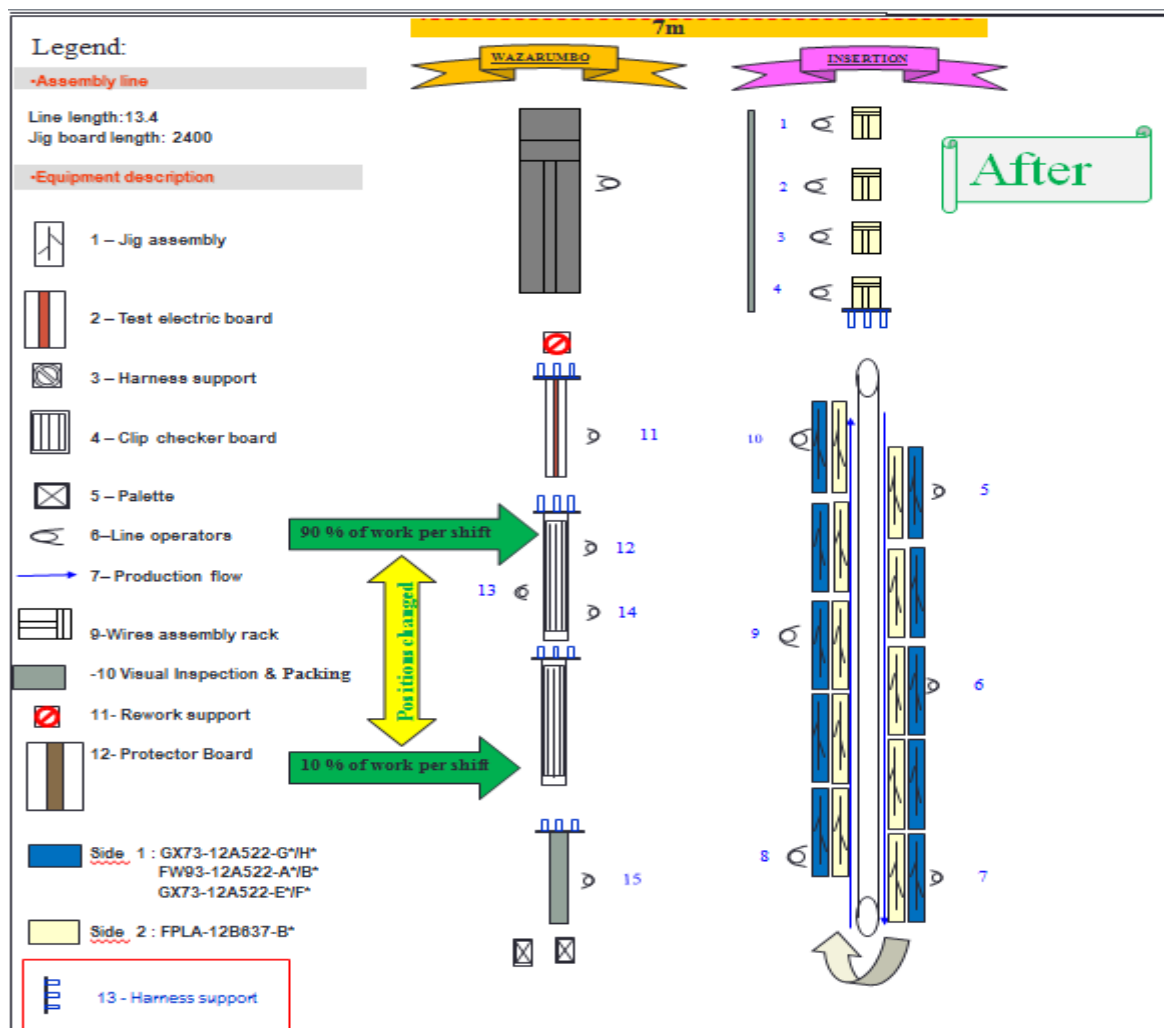 7m
Legend:
-Assembly line
Line length:13.4
Jig board length: 2400
-Equipment description
1 – Jig assembly
2 – Test electric board
3 – Harness support
4 – Clip checker board
5 – Palette
6–Line operators
7– Production flow
9-Wires assembly rack
-10 Visual Inspection & Packing
11- Rework support
12- Protector Board
Side 1 : GX73-12A522-G*/H*
FW93-12A522-A*/B*
GX73-12A522-E*/F*
Side 2 : FPLA-12B637-B*
13 - Harness support
WAZARUMBO
INSERTION
After
1
2
3
4
11
10
5
90 % of work per shift
12
13
14
Positions changed
9
6
10 % of work per shift
15
8
7